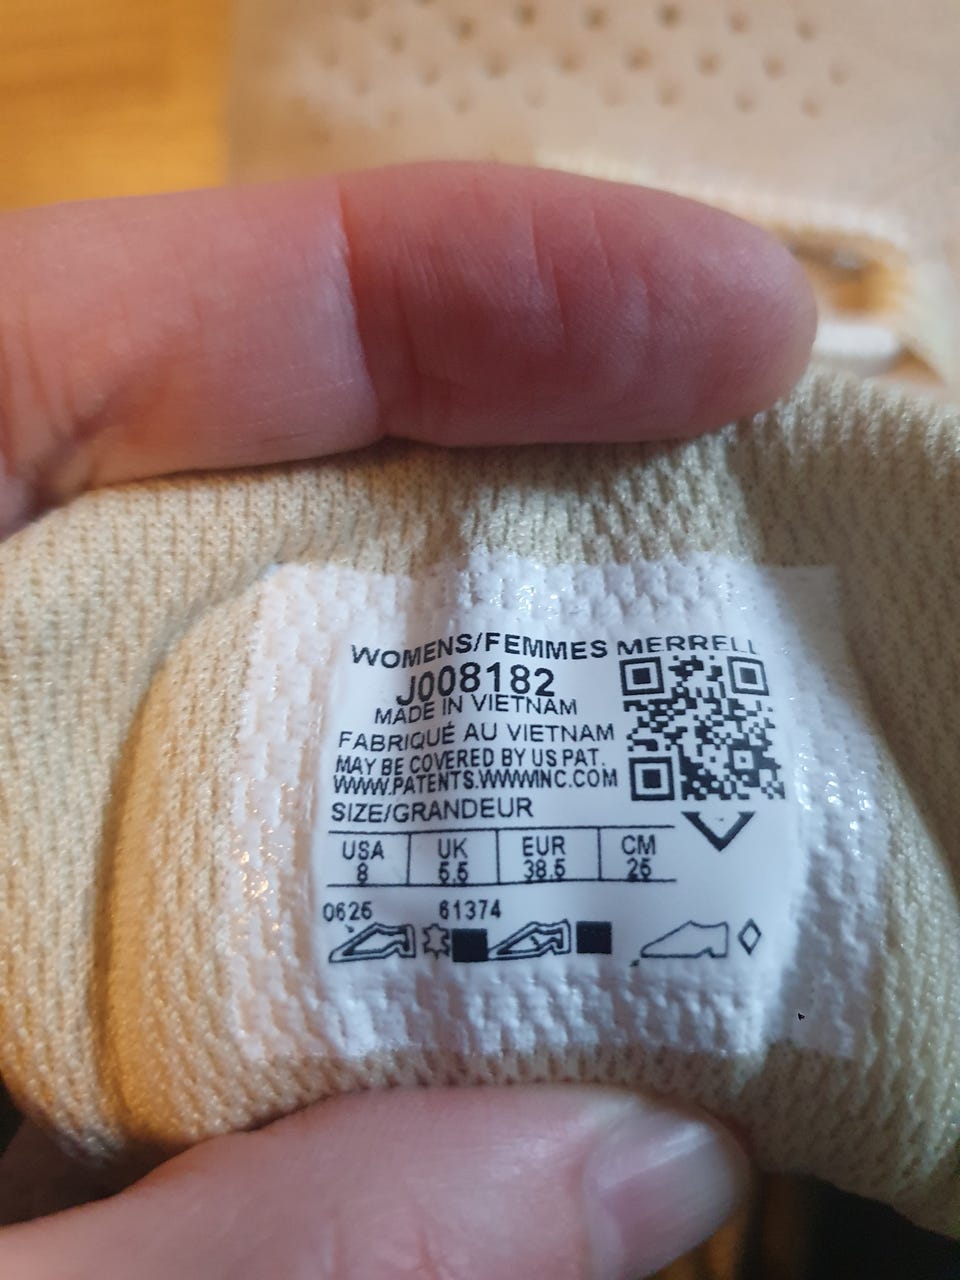 WOMENS/FEMMES MERRELL
J008182
MADE IN VIETNAM
FABRIQUÉ AU VIETNAM
MAY BE COVERED BY US PAT.
WWW.PATENTS.WWWINC.COM
SIZE/GRANDEUR
USA UK EUR CM
8 5.5 38.5 25
0625 61374